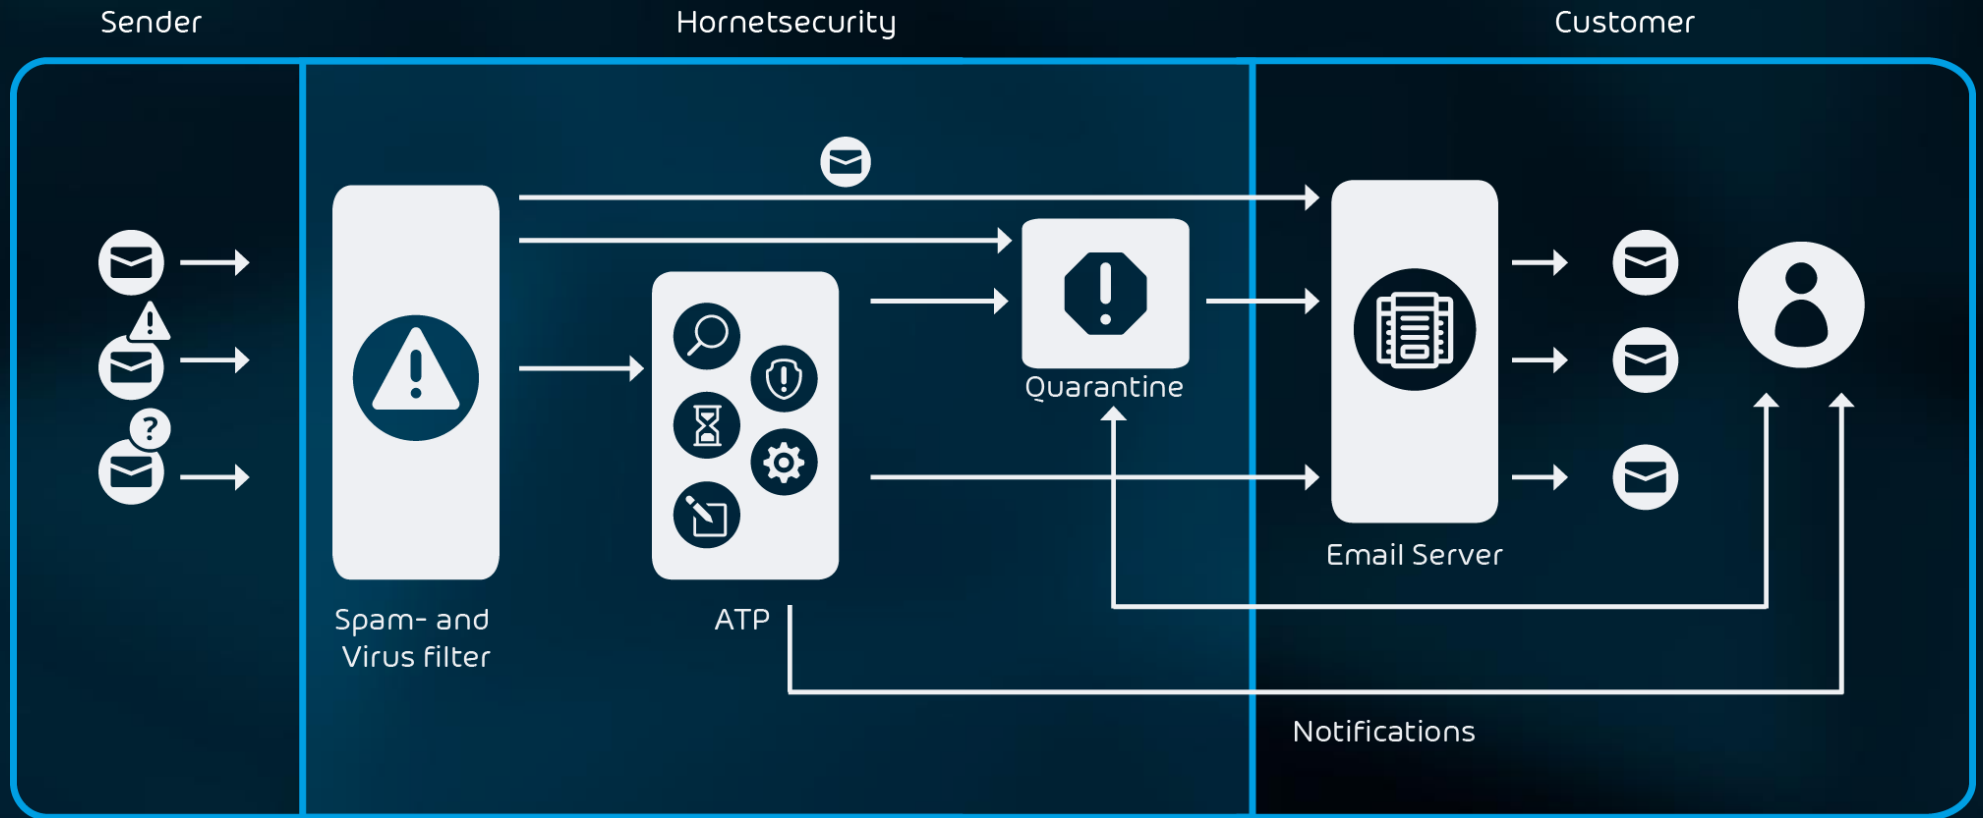 Sender
Hornetsecurity
Customer
?
Quarantine
Email Server
Spam- and
Virus filter
ATP
Notifications